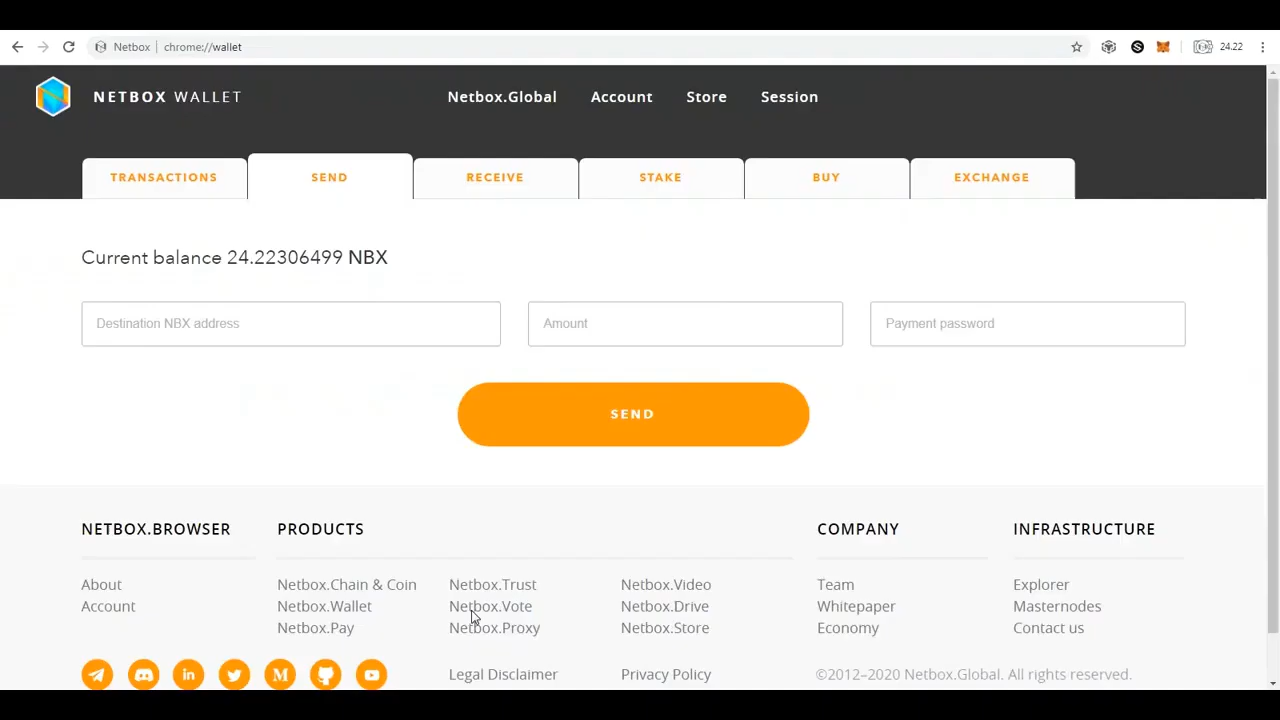 Netbox chrome://wallet 24.22
NETBOX WALLET Netbox.Global Account Store Session
TRANSACTIONS SEND RECEIVE STAKE BUY EXCHANGE
Current balance 24.22306499 NBX
Destination NBX address Amount Payment password
SEND
NETBOX.BROWSER PRODUCTS COMPANY INFRASTRUCTURE
About Netbox.Chain & Coin Netbox.Trust Netbox.Video Team Explorer
Account Netbox.Wallet Netbox.Vote Netbox.Drive Whitepaper Masternodes
Netbox.Pay Netbox.Proxy Netbox.Store Economy Contact us
Legal Disclaimer Privacy Policy ©2012–2020 Netbox.Global. All rights reserved.